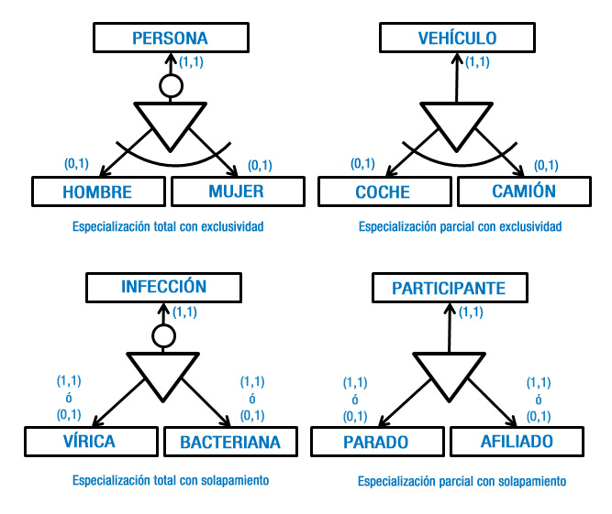 PERSONA
(1,1)
(0,1)
(0,1)
HOMBRE
MUJER
Especialización total con exclusividad
VEHÍCULO
(1,1)
(0,1)
(0,1)
COCHE
CAMIÓN
Especialización parcial con exclusividad
INFECCIÓN
(1,1)
(1,1)
ó
(0,1)
(1,1)
ó
(0,1)
VÍRICA
BACTERIANA
Especialización total con solapamiento
PARTICIPANTE
(1,1)
(1,1)
ó
(0,1)
(1,1)
ó
(0,1)
PARADO
AFILIADO
Especialización parcial con solapamiento